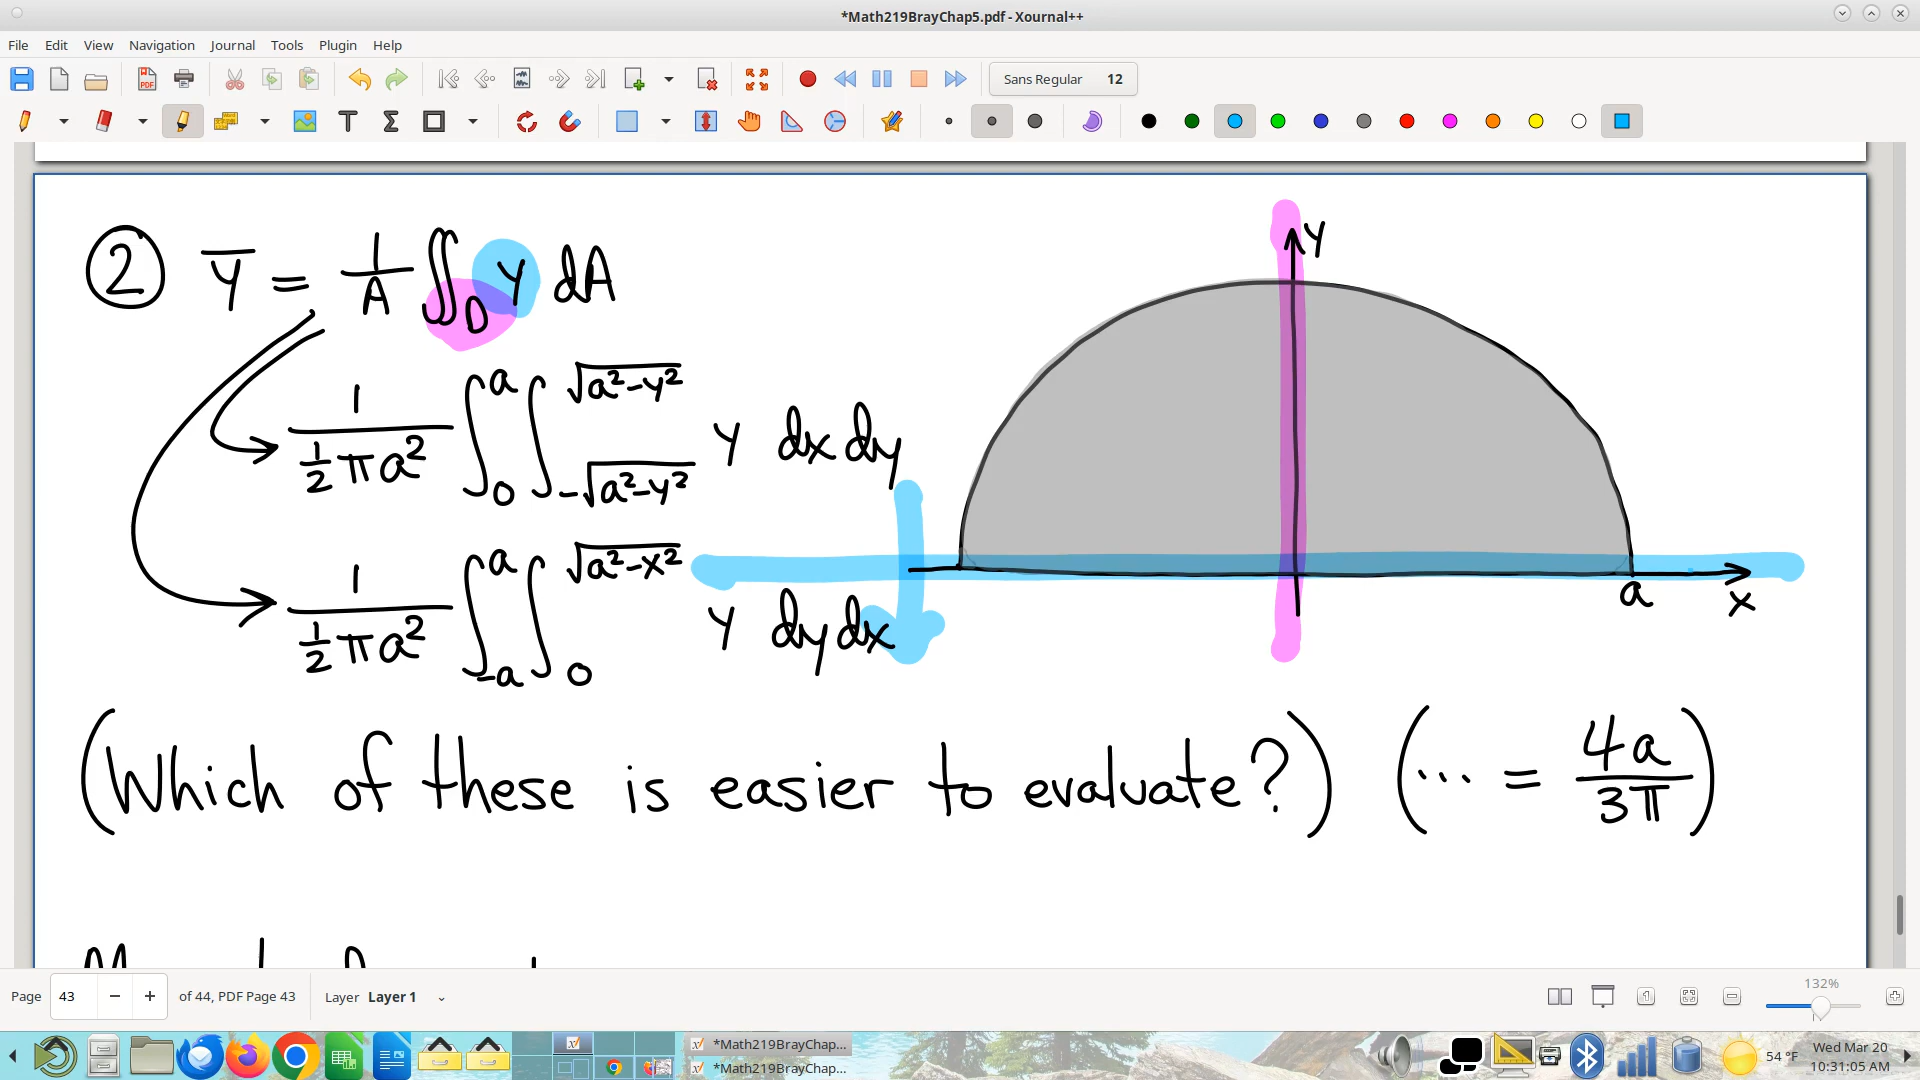 *Math219BrayChap5.pdf - Xournal++
File Edit View Navigation Journal Tools Plugin Help
Sans Regular 12
② y̅ = 1/A ∬_D y dA
1/(½πa²) ∫_0^a ∫_{-√(a²-y²)}^{√(a²-y²)} y dx dy
1/(½πa²) ∫_{-a}^a ∫_0^{√(a²-x²)} y dy dx
y
a
x
(Which of these is easier to evaluate?) (... = 4a/3π)
Page 43 of 44, PDF Page 43 Layer Layer 1
132%
*Math219BrayChap...
*Math219BrayChap...
54 °F
Wed Mar 20
10:31:05 AM